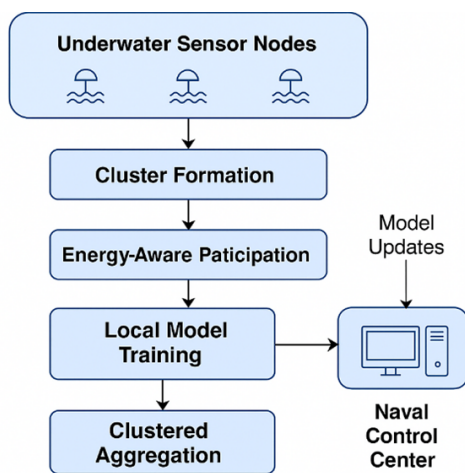 Underwater Sensor Nodes
Cluster Formation
Energy-Aware Paticipation
Model
Updates
Local Model
Training
Clustered
Aggregation
Naval
Control
Center